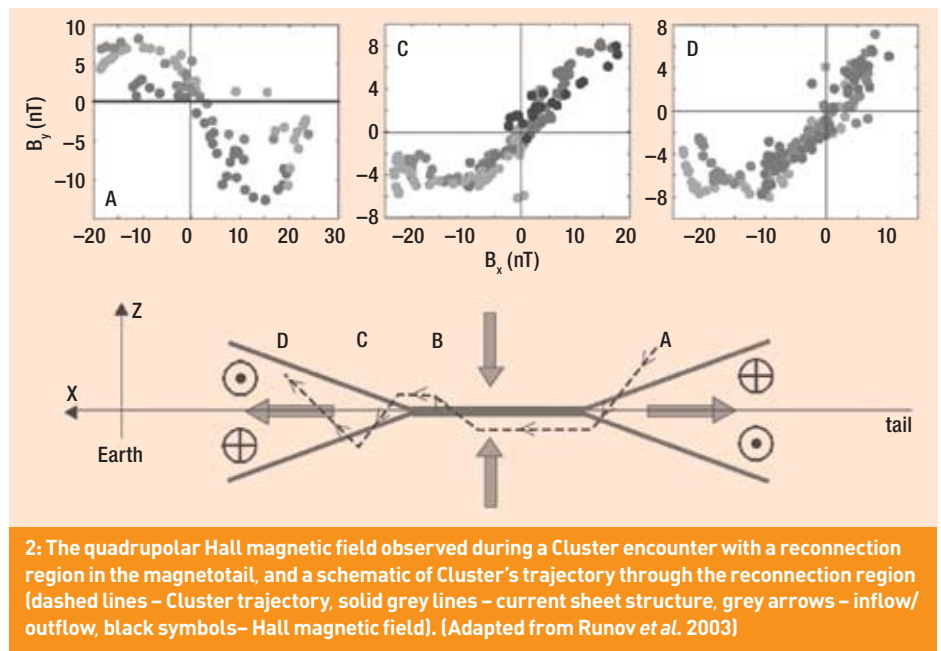 10
5
0
−5
−10
B_y (nT)
A
−20 −10 0 10 20 30
8
4
0
−4
−8
C
−20 −10 0 10 20
B_x (nT)
8
4
0
−4
−8
D
−20 −10 0 10
Z
D C B A
X
Earth
tail
2: The quadrupolar Hall magnetic field observed during a Cluster encounter with a reconnection
region in the magnetotail, and a schematic of Cluster's trajectory through the reconnection region
(dashed lines – Cluster trajectory, solid grey lines – current sheet structure, grey arrows – inflow/
outflow, black symbols– Hall magnetic field). (Adapted from Runov et al. 2003)